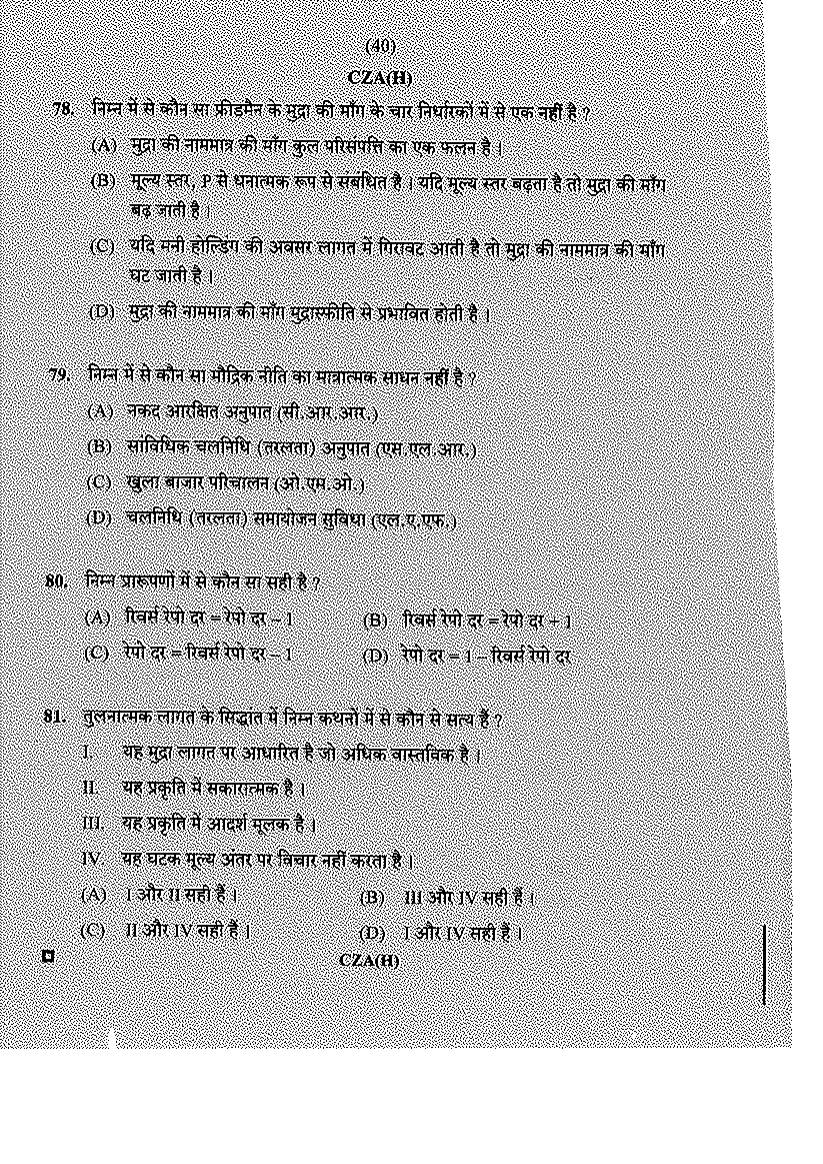 (40)
CZA(H)
78. निम्न में से कौन सा फ्रीडमैन के मुद्रा की माँग के चार निर्धारकों में से एक नहीं है ?
(A) मुद्रा की नाममात्र की माँग कुल परिसंपत्ति का एक फलन है ।
(B) मूल्य स्तर, P से धनात्मक रूप से संबंधित है । यदि मूल्य स्तर बढ़ता है तो मुद्रा की माँग
बढ़ जाती है ।
(C) यदि मनी होल्डिंग की अवसर लागत में गिरावट आती है तो मुद्रा की नाममात्र की माँग
घट जाती है ।
(D) मुद्रा की नाममात्र की माँग मुद्रास्फीति से प्रभावित होती है ।
79. निम्न में से कौन सा मौद्रिक नीति का मात्रात्मक साधन नहीं है ?
(A) नकद आरक्षित अनुपात (सी.आर.आर.)
(B) सांविधिक चलनिधि (तरलता) अनुपात (एस.एल.आर.)
(C) खुला बाजार परिचालन (ओ.एम.ओ.)
(D) चलनिधि (तरलता) समायोजन सुविधा (एल.ए.एफ.)
80. निम्न प्रारूपणों में से कौन सा सही है ?
(A) रिवर्स रेपो दर = रेपो दर – 1 (B) रिवर्स रेपो दर = रेपो दर + 1
(C) रेपो दर = रिवर्स रेपो दर – 1 (D) रेपो दर = 1 – रिवर्स रेपो दर
81. तुलनात्मक लागत के सिद्धांत में निम्न कथनों में से कौन से सत्य हैं ?
I. यह मुद्रा लागत पर आधारित है जो अधिक वास्तविक है ।
II. यह प्रकृति में सकारात्मक है ।
III. यह प्रकृति में आदर्श मूलक है ।
IV. यह घटक मूल्य अंतर पर विचार नहीं करता है ।
(A) I और II सही हैं । (B) III और IV सही हैं ।
(C) II और IV सही हैं । (D) I और IV सही हैं ।
CZA(H)